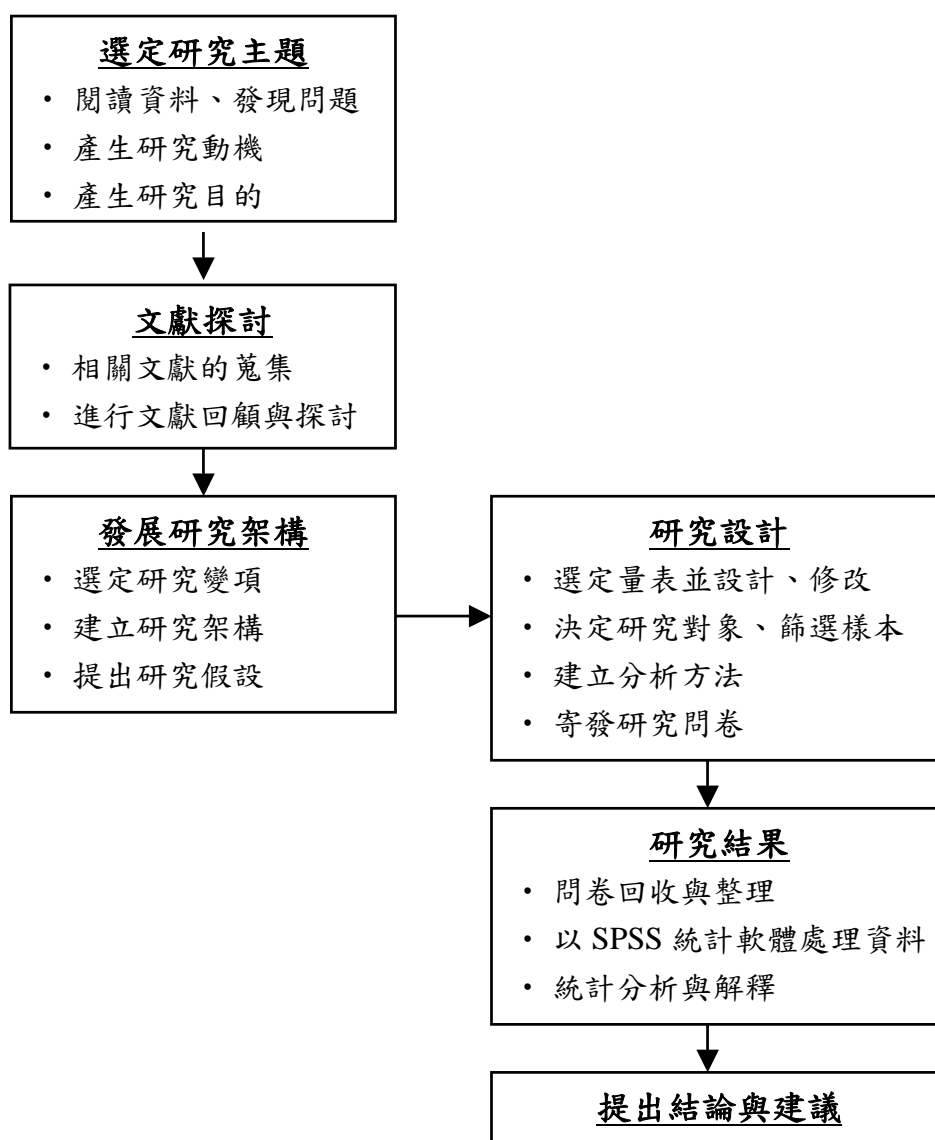 選定研究主題
· 閱讀資料、發現問題
· 產生研究動機
· 產生研究目的
文獻探討
· 相關文獻的蒐集
· 進行文獻回顧與探討
發展研究架構
· 選定研究變項
· 建立研究架構
· 提出研究假設
研究設計
· 選定量表並設計、修改
· 決定研究對象、篩選樣本
· 建立分析方法
· 寄發研究問卷
研究結果
· 問卷回收與整理
· 以 SPSS 統計軟體處理資料
· 統計分析與解釋
提出結論與建議